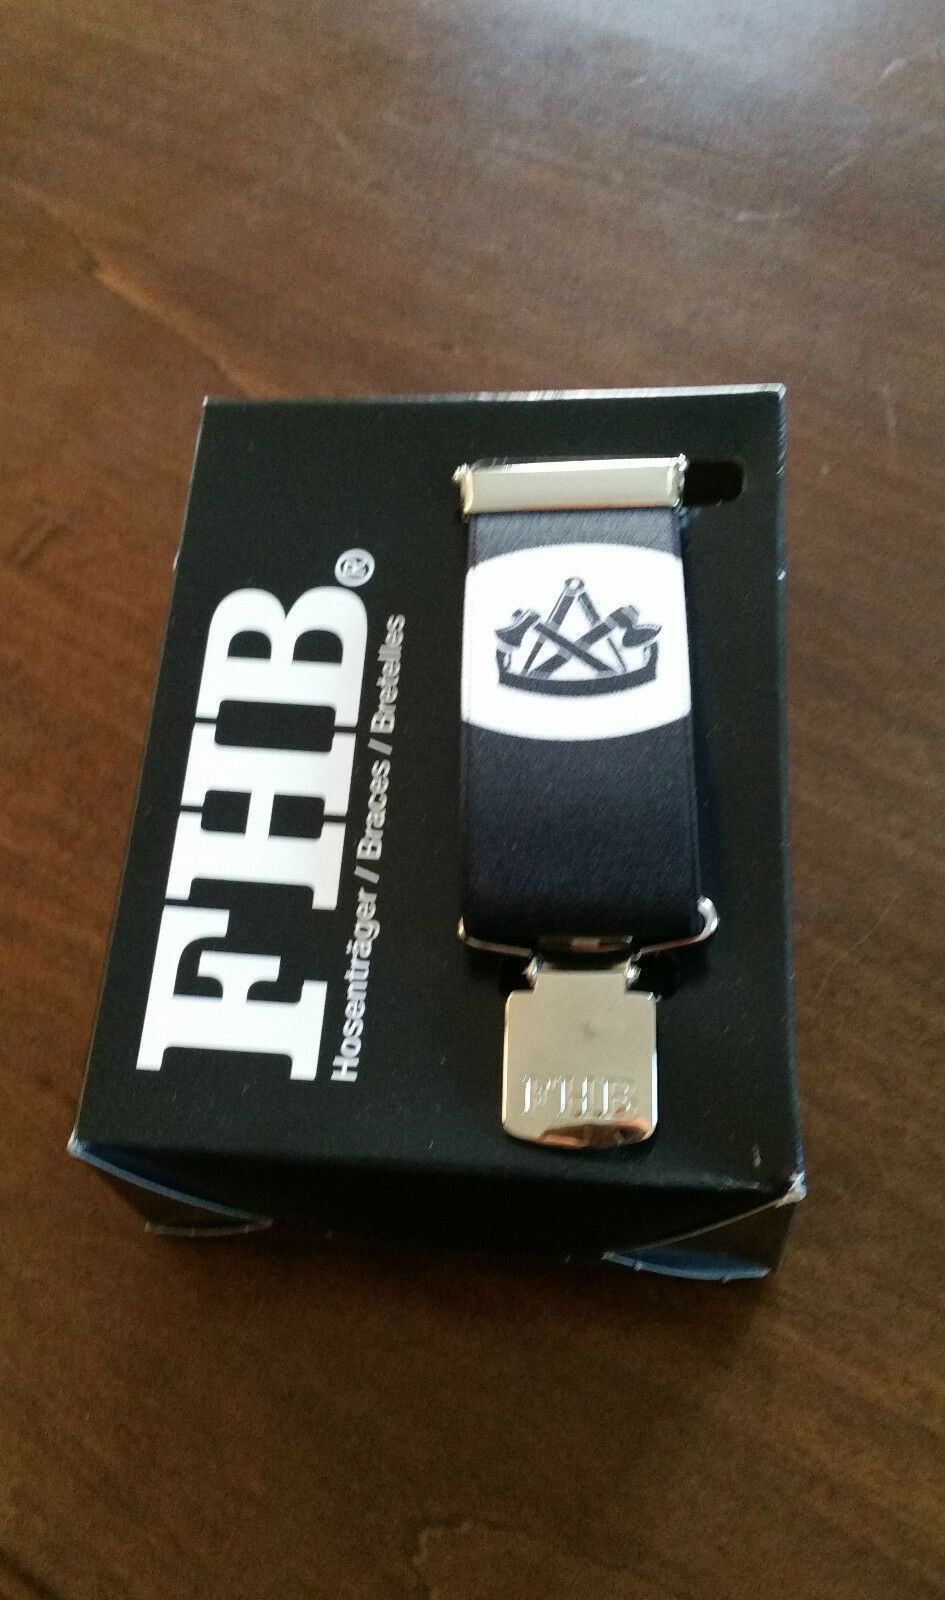 FHB®
Hosenträger / Braces / Bretelles
FHB